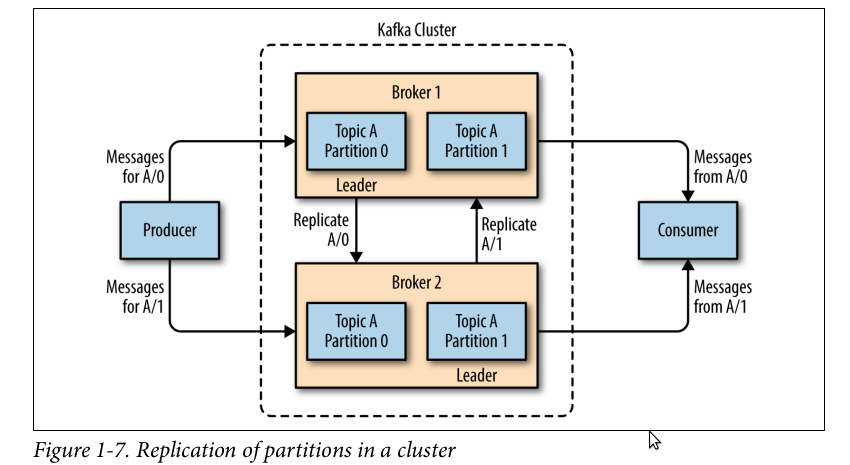 Kafka Cluster
Broker 1
Topic A
Partition 0
Topic A
Partition 1
Leader
Messages
for A/0
Messages
from A/0
Producer
Replicate
A/0
Replicate
A/1
Consumer
Messages
for A/1
Messages
from A/1
Broker 2
Topic A
Partition 0
Topic A
Partition 1
Leader
Figure 1-7. Replication of partitions in a cluster